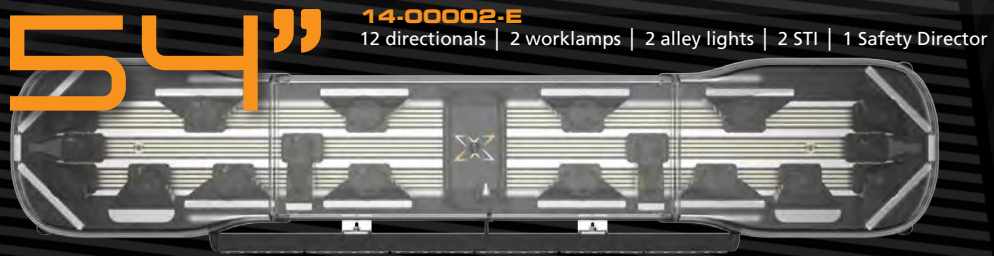 54”
14-00002-E
12 directionals | 2 worklamps | 2 alley lights | 2 STI | 1 Safety Director